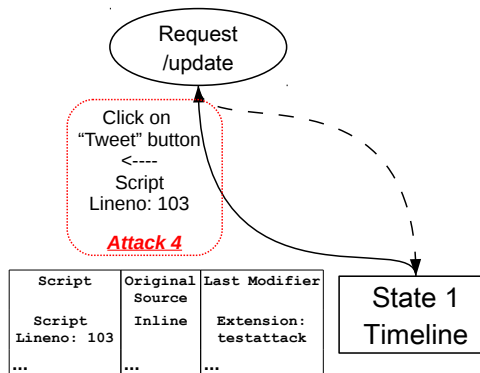 Request
/update
Click on
“Tweet” button
<----
Script
Lineno: 103
Attack 4
Script Original Source Last Modifier
Script Lineno: 103 Inline Extension: testattack
... ... ...
State 1
Timeline